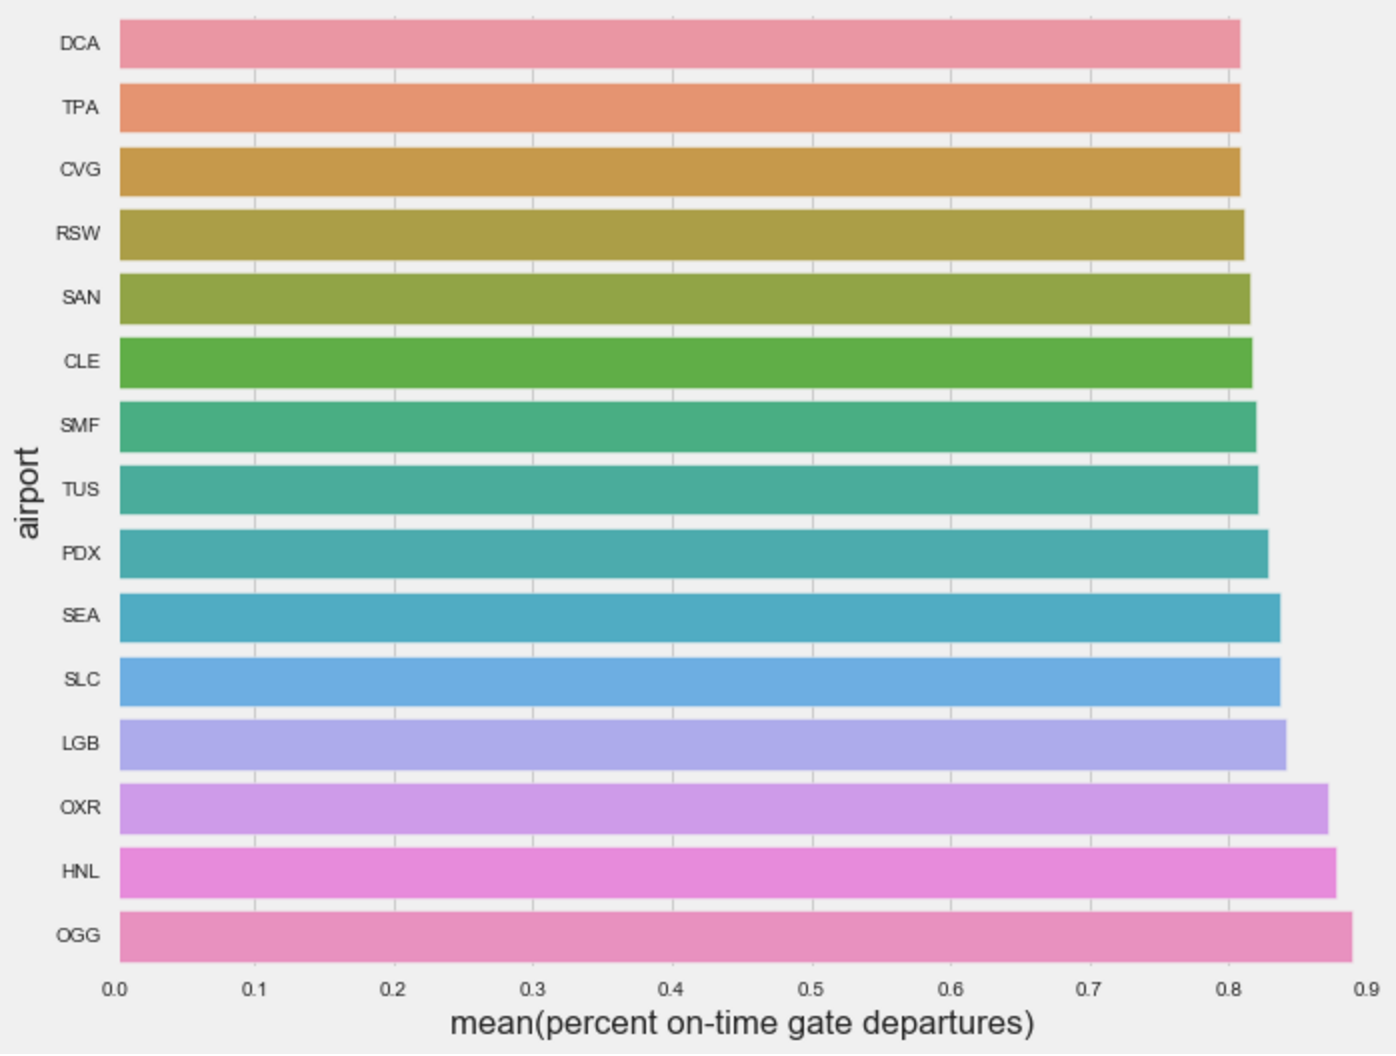 DCA
TPA
CVG
RSW
SAN
CLE
SMF
TUS
PDX
SEA
SLC
LGB
OXR
HNL
OGG
airport
0.0 0.1 0.2 0.3 0.4 0.5 0.6 0.7 0.8 0.9
mean(percent on-time gate departures)